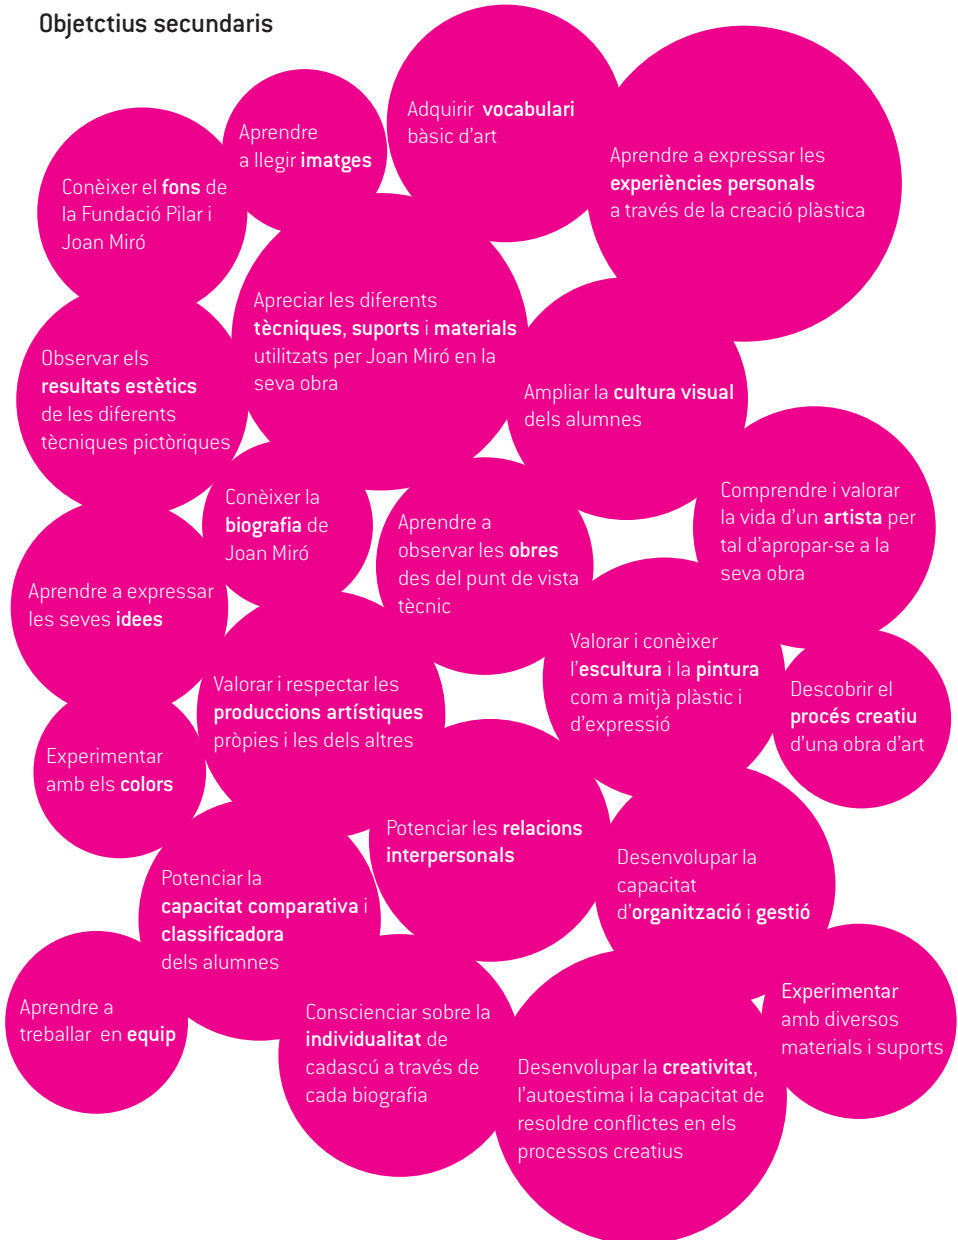 Objetctius secundaris
Adquirir vocabulari
bàsic d'art
Aprendre
a llegir imatges
Aprendre a expressar les
experiències personals
a través de la creació plàstica
Conèixer el fons de
la Fundació Pilar i
Joan Miró
Apreciar les diferents
tècniques, suports i materials
utilitzats per Joan Miró en la
seva obra
Observar els
resultats estètics
de les diferents
tècniques pictòriques
Ampliar la cultura visual
dels alumnes
Conèixer la
biografia de
Joan Miró
Aprendre a
observar les obres
des del punt de vista
tècnic
Comprendre i valorar
la vida d'un artista per
tal d'apropar-se a la
seva obra
Aprendre a expressar
les seves idees
Valorar i conèixer
l'escultura i la pintura
com a mitjà plàstic i
d'expressió
Valorar i respectar les
produccions artístiques
pròpies i les dels altres
Descobrir el
procés creatiu
d'una obra d'art
Experimentar
amb els colors
Potenciar les relacions
interpersonals
Desenvolupar la
capacitat
d'organització i gestió
Potenciar la
capacitat comparativa i
classificadora
dels alumnes
Aprendre a
treballar en equip
Conscienciar sobre la
individualitat de
cadascú a través de
cada biografia
Desenvolupar la creativitat,
l'autoestima i la capacitat de
resoldre conflictes en els
processos creatius
Experimentar
amb diversos
materials i suports